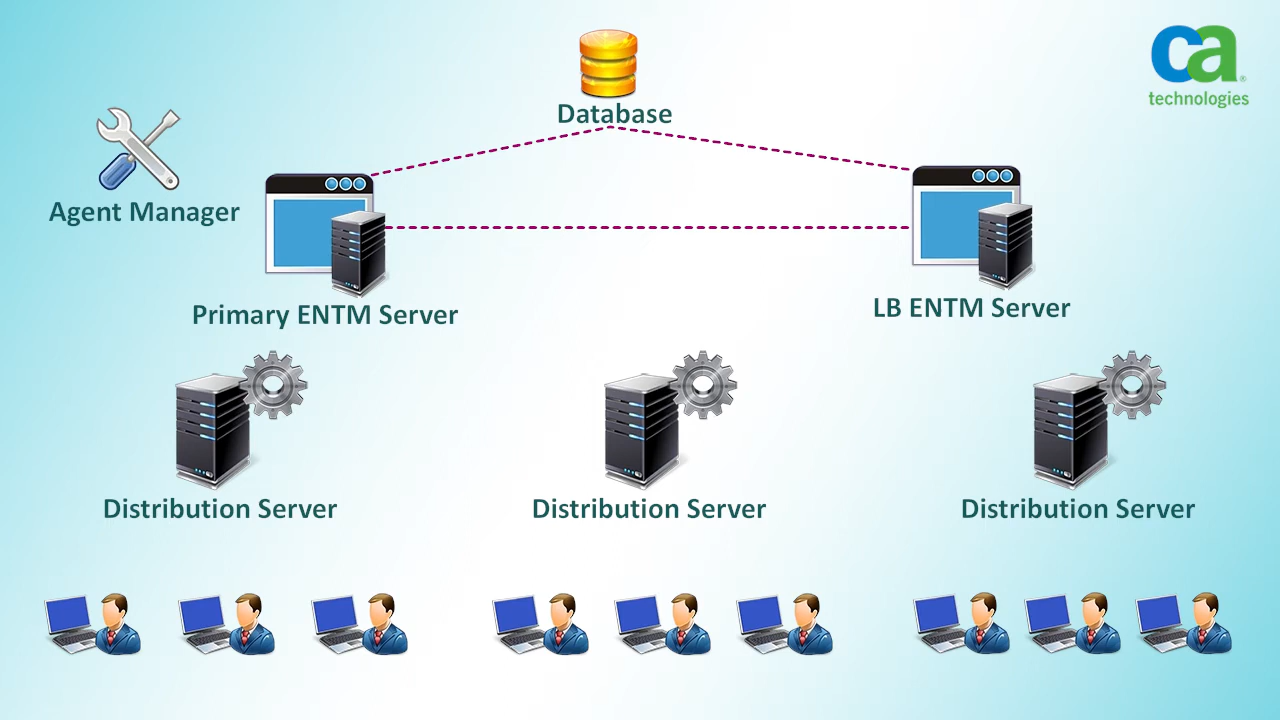 ca
technologies
Database
Agent Manager
Primary ENTM Server
LB ENTM Server
Distribution Server
Distribution Server
Distribution Server